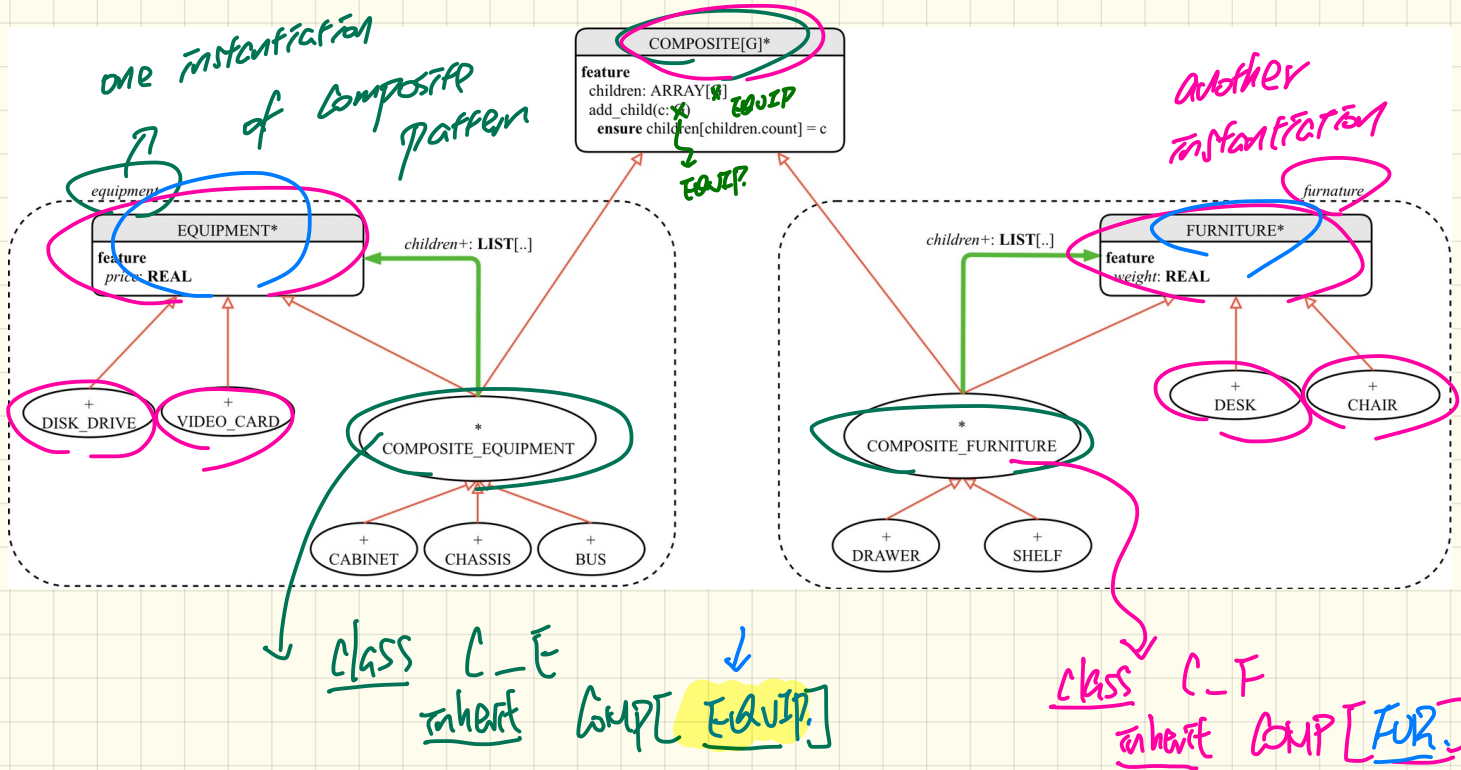 one instantiation
of Composite
Pattern
COMPOSITE[G]*
feature
children: ARRAY[
EQUIP
add_child(c: )
ensure children[children.count] = c
EQUIP.
another
instantiation
equipment
EQUIPMENT*
feature
price: REAL
children+: LIST[..]
furnature
FURNITURE*
feature
weight: REAL
children+: LIST[..]
+
DISK_DRIVE
+
VIDEO_CARD
*
COMPOSITE_EQUIPMENT
+
CABINET
+
CHASSIS
+
BUS
*
COMPOSITE_FURNITURE
+
DESK
+
CHAIR
+
DRAWER
+
SHELF
class C_E
inherit COMP[EQUIP.]
class C_F
inherit COMP[FUR.]